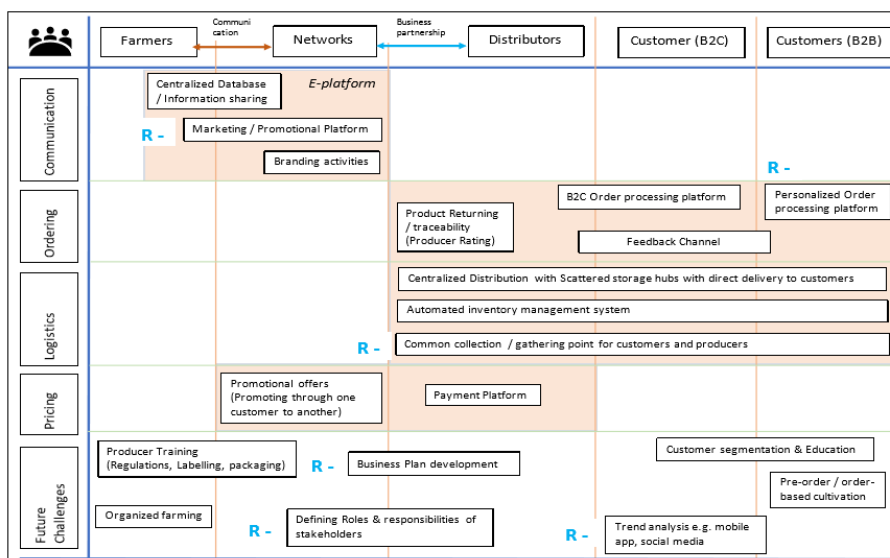 Communi
cation
Business
partnership
Farmers
Networks
Distributors
Customer (B2C)
Customers (B2B)
Communication
Centralized Database
/ Information sharing
E-platform
R -
Marketing / Promotional Platform
Branding activities
R -
Ordering
Product Returning
/ traceability
(Producer Rating)
B2C Order processing platform
Personalized Order
processing platform
Feedback Channel
Logistics
Centralized Distribution with Scattered storage hubs with direct delivery to customers
Automated inventory management system
R -
Common collection / gathering point for customers and producers
Pricing
Promotional offers
(Promoting through one
customer to another)
Payment Platform
Future
Challenges
Producer Training
(Regulations, Labelling, packaging)
R -
Business Plan development
Customer segmentation & Education
Pre-order / order-
based cultivation
Organized farming
R -
Defining Roles & responsibilities of
stakeholders
R -
Trend analysis e.g. mobile
app, social media